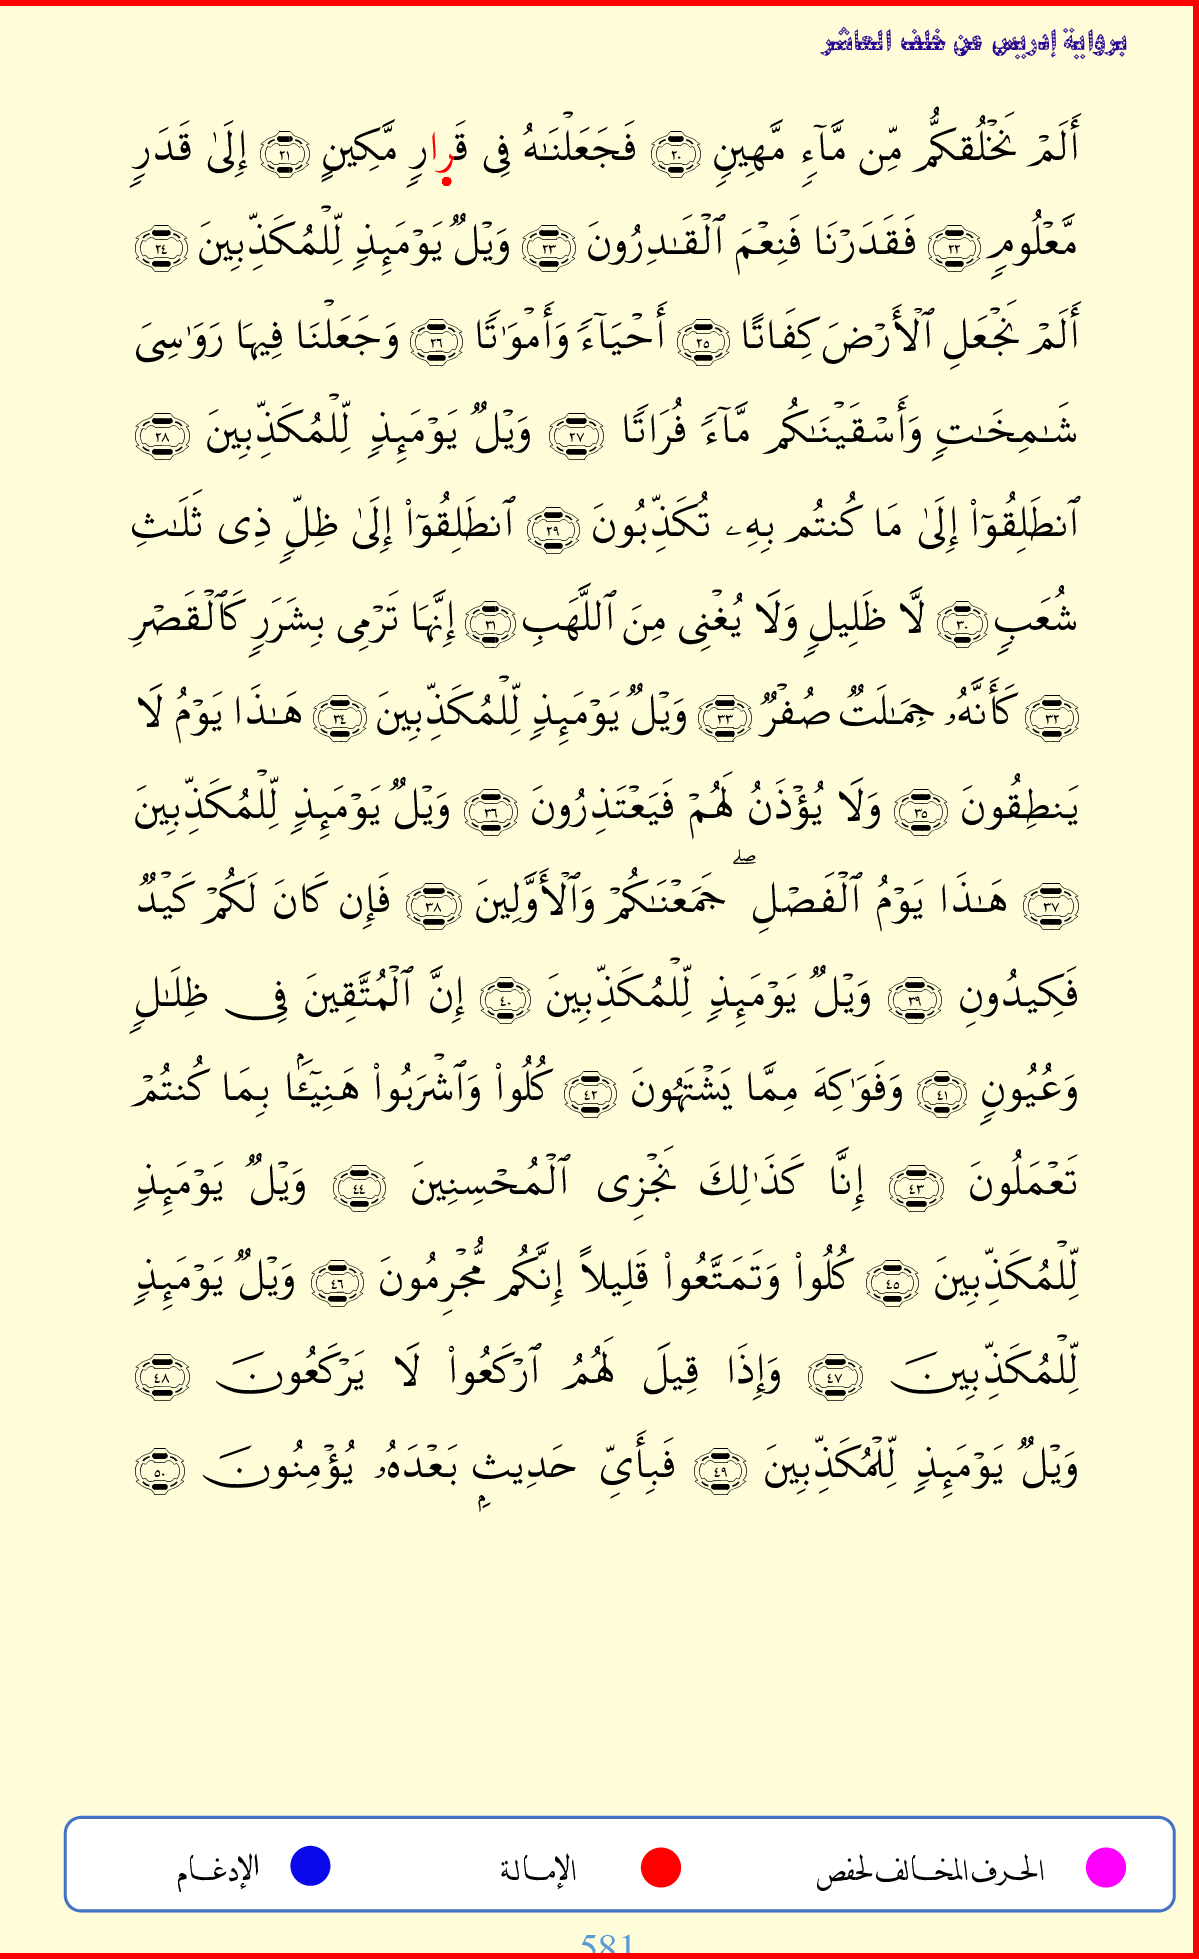 برواية إدريس عن خلف العاشر
أَلَمْ نَخْلُقكُّم مِّن مَّآءٍ مَّهِينٍ ٢٠ فَجَعَلْنَـٰهُ فِى قَرَارٍ مَّكِينٍ ٢١ إِلَىٰ قَدَرٍ
مَّعْلُومٍ ٢٢ فَقَدَرْنَا فَنِعْمَ ٱلْقَـٰدِرُونَ ٢٣ وَيْلٌ يَوْمَئِذٍ لِّلْمُكَذِّبِينَ ٢٤
أَلَمْ نَجْعَلِ ٱلْأَرْضَ كِفَاتًا ٢٥ أَحْيَآءً وَأَمْوَٰتًا ٢٦ وَجَعَلْنَا فِيهَا رَوَٰسِىَ
شَـٰمِخَـٰتٍ وَأَسْقَيْنَـٰكُم مَّآءً فُرَاتًا ٢٧ وَيْلٌ يَوْمَئِذٍ لِّلْمُكَذِّبِينَ ٢٨
ٱنطَلِقُوٓا۟ إِلَىٰ مَا كُنتُم بِهِۦ تُكَذِّبُونَ ٢٩ ٱنطَلِقُوٓا۟ إِلَىٰ ظِلٍّ ذِى ثَلَـٰثِ
شُعَبٍ ٣٠ لَّا ظَلِيلٍ وَلَا يُغْنِى مِنَ ٱللَّهَبِ ٣١ إِنَّهَا تَرْمِى بِشَرَرٍ كَٱلْقَصْرِ
٣٢ كَأَنَّهُۥ جِمَـٰلَتٌ صُفْرٌ ٣٣ وَيْلٌ يَوْمَئِذٍ لِّلْمُكَذِّبِينَ ٣٤ هَـٰذَا يَوْمُ لَا
يَنطِقُونَ ٣٥ وَلَا يُؤْذَنُ لَهُمْ فَيَعْتَذِرُونَ ٣٦ وَيْلٌ يَوْمَئِذٍ لِّلْمُكَذِّبِينَ
٣٧ هَـٰذَا يَوْمُ ٱلْفَصْلِ ۖ جَمَعْنَـٰكُمْ وَٱلْأَوَّلِينَ ٣٨ فَإِن كَانَ لَكُمْ كَيْدٌ
فَكِيدُونِ ٣٩ وَيْلٌ يَوْمَئِذٍ لِّلْمُكَذِّبِينَ ٤٠ إِنَّ ٱلْمُتَّقِينَ فِى ظِلَـٰلٍ
وَعُيُونٍ ٤١ وَفَوَٰكِهَ مِمَّا يَشْتَهُونَ ٤٢ كُلُوا۟ وَٱشْرَبُوا۟ هَنِيٓـَٔۢا بِمَا كُنتُمْ
تَعْمَلُونَ ٤٣ إِنَّا كَذَٰلِكَ نَجْزِى ٱلْمُحْسِنِينَ ٤٤ وَيْلٌ يَوْمَئِذٍ
لِّلْمُكَذِّبِينَ ٤٥ كُلُوا۟ وَتَمَتَّعُوا۟ قَلِيلًا إِنَّكُم مُّجْرِمُونَ ٤٦ وَيْلٌ يَوْمَئِذٍ
لِّلْمُكَذِّبِينَ ٤٧ وَإِذَا قِيلَ لَهُمُ ٱرْكَعُوا۟ لَا يَرْكَعُونَ ٤٨
وَيْلٌ يَوْمَئِذٍ لِّلْمُكَذِّبِينَ ٤٩ فَبِأَىِّ حَدِيثٍۭ بَعْدَهُۥ يُؤْمِنُونَ ٥٠
الحرف المخالف لحفص الإمالة الإدغام
581